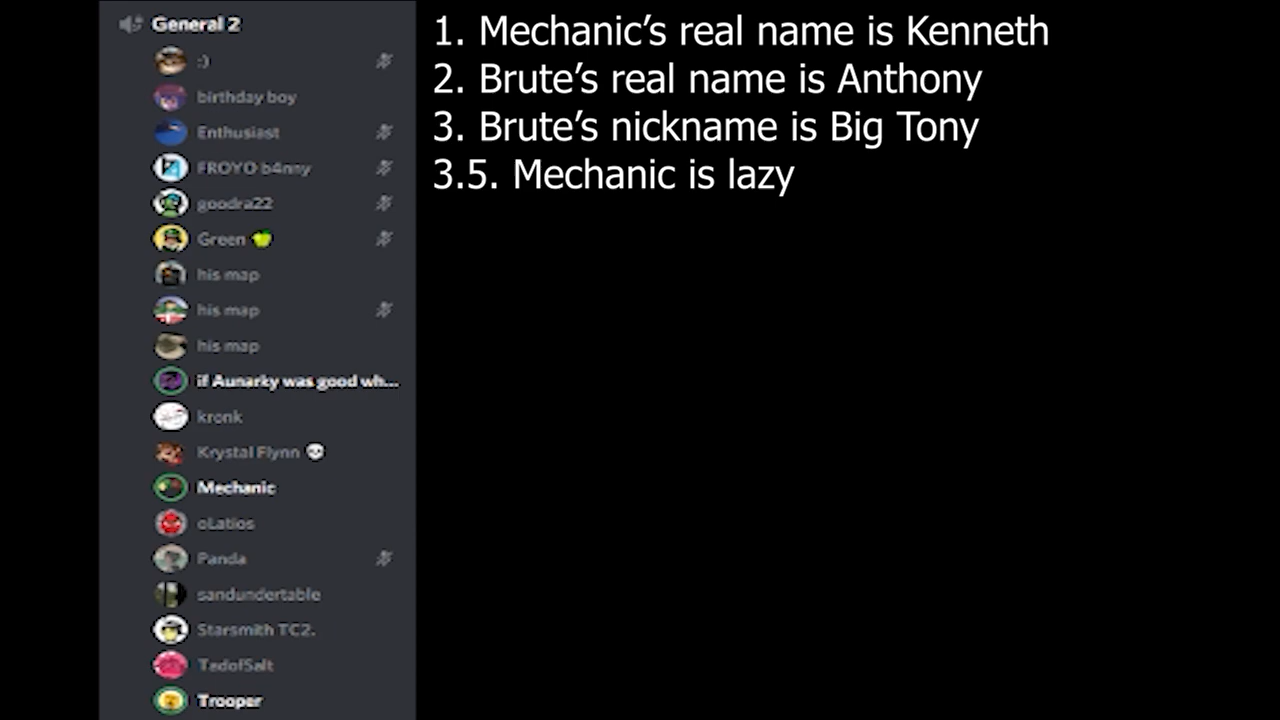 General 2
:)
birthday boy
Enthusiast
FROYO b4nny
goodra22
Green 🍏
his map
his map
his map
if Aunarky was good wh...
kronk
Krystal Flynn 💀
Mechanic
oLatios
Panda
sandundertable
Starsmith TC2.
TadofSalt
Trooper
1. Mechanic’s real name is Kenneth
2. Brute’s real name is Anthony
3. Brute’s nickname is Big Tony
3.5. Mechanic is lazy